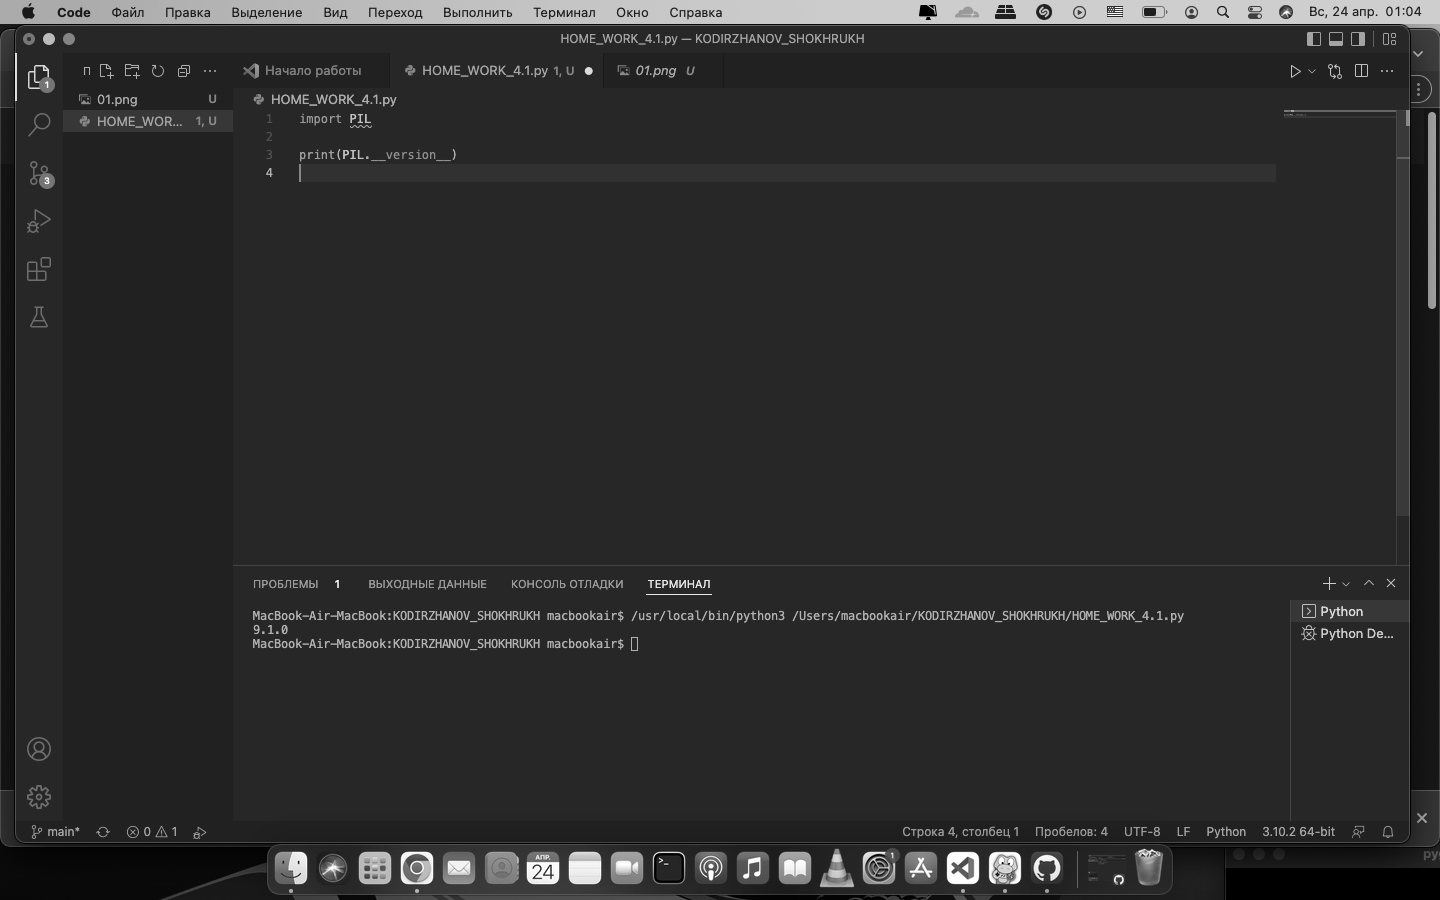 Code Файл Правка Выделение Вид Переход Выполнить Терминал Окно Справка Вс, 24 апр. 01:04
HOME_WORK_4.1.py — KODIRZHANOV_SHOKHRUKH
Начало работы HOME_WORK_4.1.py 1, U 01.png U
01.png U
HOME_WOR... 1, U
1
3
HOME_WORK_4.1.py
1 import PIL
2
3 print(PIL.__version__)
4
ПРОБЛЕМЫ 1 ВЫХОДНЫЕ ДАННЫЕ КОНСОЛЬ ОТЛАДКИ ТЕРМИНАЛ
MacBook-Air-MacBook:KODIRZHANOV_SHOKHRUKH macbookair$ /usr/local/bin/python3 /Users/macbookair/KODIRZHANOV_SHOKHRUKH/HOME_WORK_4.1.py
9.1.0
MacBook-Air-MacBook:KODIRZHANOV_SHOKHRUKH macbookair$
Python
Python De...
main* 0 1 Строка 4, столбец 1 Пробелов: 4 UTF-8 LF Python 3.10.2 64-bit
АПР.
24
1